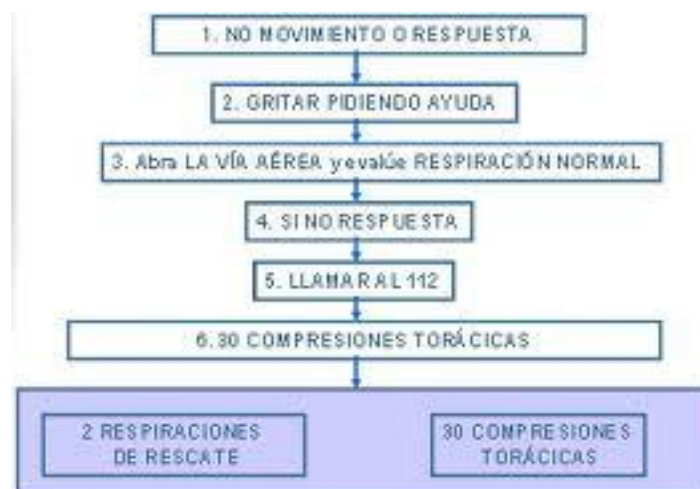 1. NO MOVIMIENTO O RESPUESTA
2. GRITAR PIDIENDO AYUDA
3. Abra LA VÍA AÉREA y evalúe RESPIRACIÓN NORMAL
4. SI NO RESPUESTA
5. LLAMAR AL 112
6. 30 COMPRESIONES TORÁCICAS
2 RESPIRACIONES
DE RESCATE
30 COMPRESIONES
TORÁCICAS